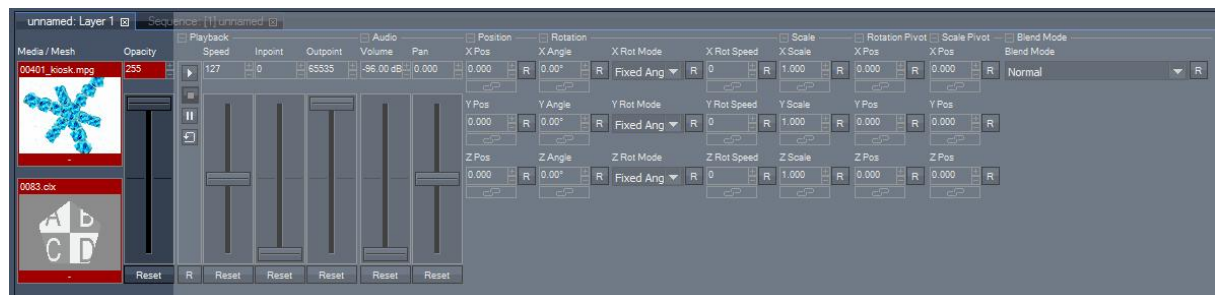 unnamed: Layer 1
Sequence: [1] unnamed
Playback Audio Position Rotation Scale Rotation Pivot Scale Pivot Blend Mode
Media / Mesh Opacity Speed Inpoint Outpoint Volume Pan X Pos X Angle X Rot Mode X Rot Speed X Scale X Pos X Pos Blend Mode
00401_kiosk.mpg 255 127 0 65535 -96.00 dB 0.000 0.000 R 0.00° R Fixed Ang R 0 R 1.000 R 0.000 R 0.000 R Normal R
Y Pos Y Angle Y Rot Mode Y Rot Speed Y Scale Y Pos Y Pos
0.000 R 0.00° R Fixed Ang R 0 R 1.000 R 0.000 R 0.000 R
-
Z Pos Z Angle Z Rot Mode Z Rot Speed Z Scale Z Pos Z Pos
0.000 R 0.00° R Fixed Ang R 0 R 1.000 R 0.000 R 0.000 R
0083.clx
A B
C D
-
Reset R Reset Reset Reset Reset Reset